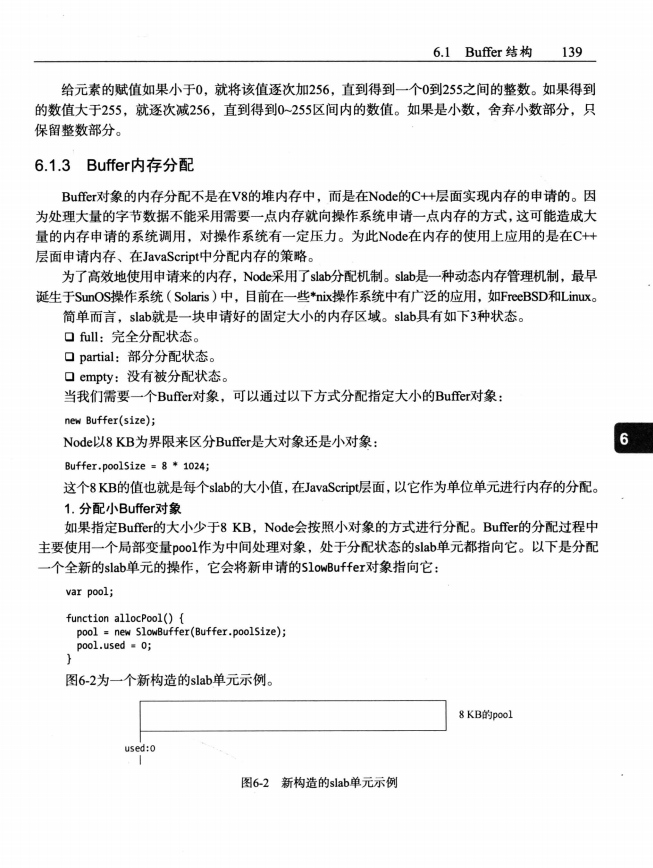 6.1 Buffer 结构 139
给元素的赋值如果小于0，就将该值逐次加256，直到得到一个0到255之间的整数。如果得到
的数值大于255，就逐次减256，直到得到0~255区间内的数值。如果是小数，舍弃小数部分，只
保留整数部分。
6.1.3 Buffer内存分配
Buffer对象的内存分配不是在V8的堆内存中，而是在Node的C++层面实现内存的申请的。因
为处理大量的字节数据不能采用需要一点内存就向操作系统申请一点内存的方式，这可能造成大
量的内存申请的系统调用，对操作系统有一定压力。为此Node在内存的使用上应用的是在C++
层面申请内存、在JavaScript中分配内存的策略。
为了高效地使用申请来的内存，Node采用了slab分配机制。slab是一种动态内存管理机制，最早
诞生于SunOS操作系统（Solaris）中，目前在一些*nix操作系统中有广泛的应用，如FreeBSD和Linux。
简单而言，slab就是一块申请好的固定大小的内存区域。slab具有如下3种状态。
❑ full：完全分配状态。
❑ partial：部分分配状态。
❑ empty：没有被分配状态。
当我们需要一个Buffer对象，可以通过以下方式分配指定大小的Buffer对象：
new Buffer(size);
Node以8 KB为界限来区分Buffer是大对象还是小对象：
6
Buffer.poolSize = 8 * 1024;
这个8 KB的值也就是每个slab的大小值，在JavaScript层面，以它作为单位单元进行内存的分配。
1. 分配小Buffer对象
如果指定Buffer的大小少于8 KB，Node会按照小对象的方式进行分配。Buffer的分配过程中
主要使用一个局部变量pool作为中间处理对象，处于分配状态的slab单元都指向它。以下是分配
一个全新的slab单元的操作，它会将新申请的SlowBuffer对象指向它：
var pool;
function allocPool() {
pool = new SlowBuffer(Buffer.poolSize);
pool.used = 0;
}
图6-2为一个新构造的slab单元示例。
8 KB的pool
used:0
图6-2 新构造的slab单元示例